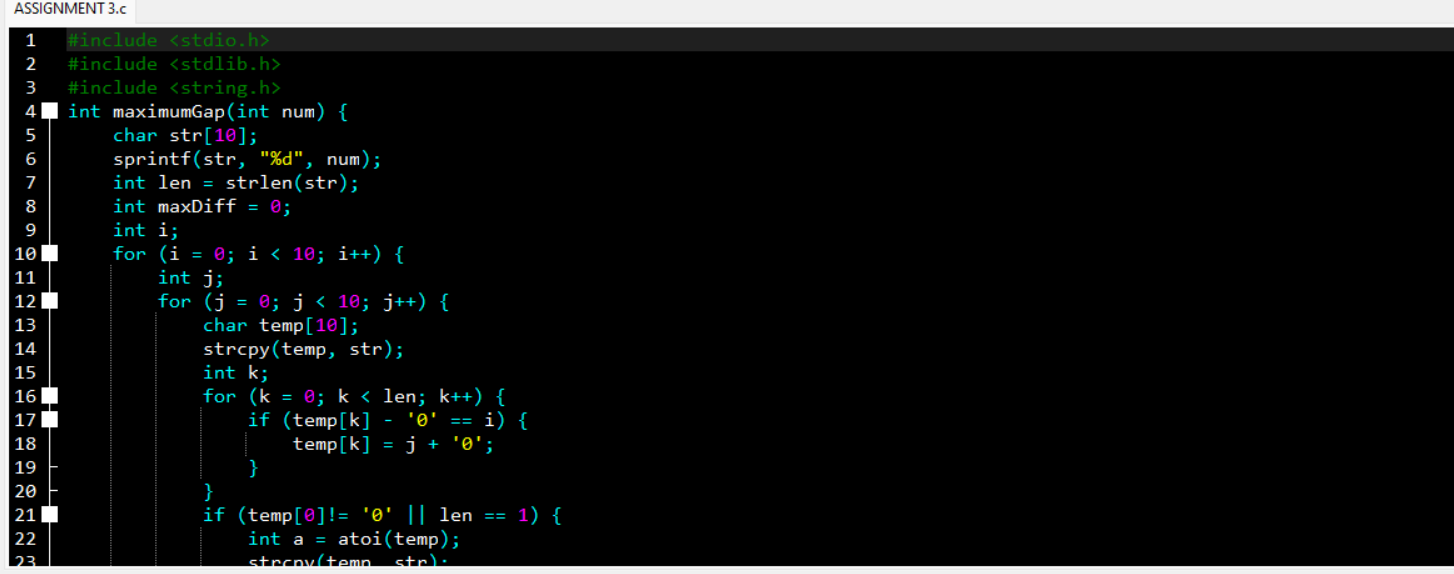 ASSIGNMENT 3.c
1 #include <stdio.h>
2 #include <stdlib.h>
3 #include <string.h>
4 int maximumGap(int num) {
5 char str[10];
6 sprintf(str, "%d", num);
7 int len = strlen(str);
8 int maxDiff = 0;
9 int i;
10 for (i = 0; i < 10; i++) {
11 int j;
12 for (j = 0; j < 10; j++) {
13 char temp[10];
14 strcpy(temp, str);
15 int k;
16 for (k = 0; k < len; k++) {
17 if (temp[k] - '0' == i) {
18 temp[k] = j + '0';
19 }
20 }
21 if (temp[0]!= '0' || len == 1) {
22 int a = atoi(temp);
23 strcpy(temp, str);